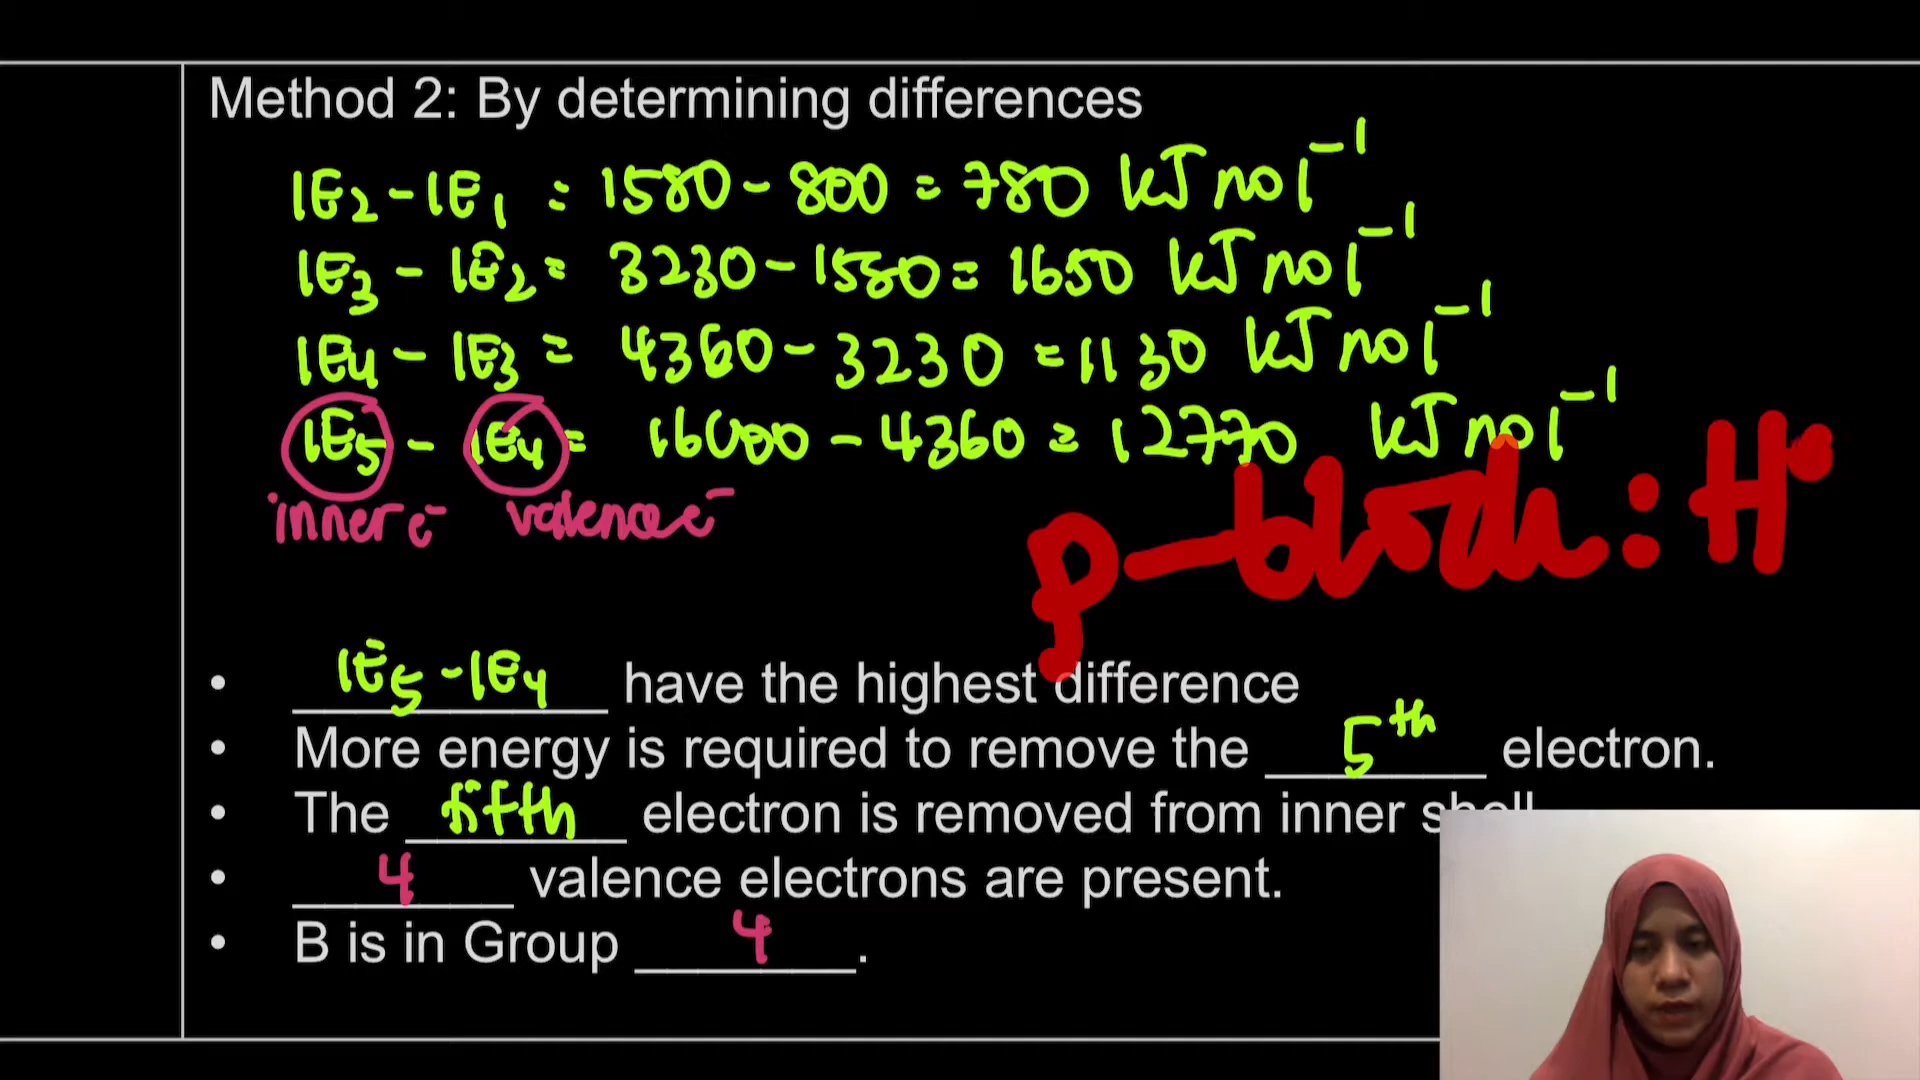 Method 2: By determining differences
IE₂ - IE₁ = 1580 - 800 = 780 kJ mol⁻¹
IE₃ - IE₂ = 3230 - 1580 = 1650 kJ mol⁻¹
IE₄ - IE₃ = 4360 - 3230 = 1130 kJ mol⁻¹
IE₅ - IE₄ = 16000 - 4360 = 12770 kJ mol⁻¹
inner e⁻ valence e⁻
p-block : H
• IE₅ - IE₄ have the highest difference
• More energy is required to remove the 5th electron.
• The fifth electron is removed from inner shell
• 4 valence electrons are present.
• B is in Group 4.